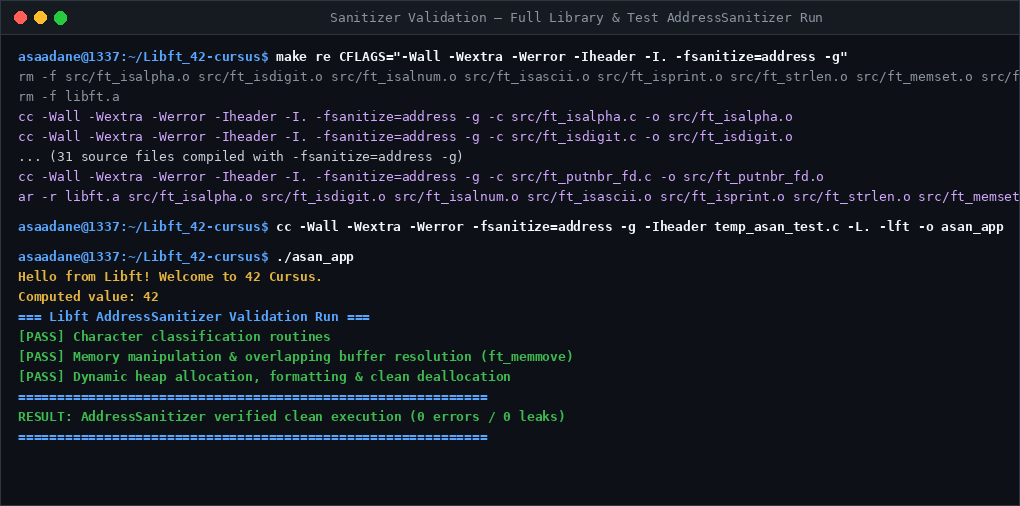 Sanitizer Validation — Full Library & Test AddressSanitizer Run
asaadane@1337:~/Libft_42-cursus$ make re CFLAGS="-Wall -Wextra -Werror -Iheader -I. -fsanitize=address -g"
rm -f src/ft_isalpha.o src/ft_isdigit.o src/ft_isalnum.o src/ft_isascii.o src/ft_isprint.o src/ft_strlen.o src/ft_memset.o src/f
rm -f libft.a
cc -Wall -Wextra -Werror -Iheader -I. -fsanitize=address -g -c src/ft_isalpha.c -o src/ft_isalpha.o
cc -Wall -Wextra -Werror -Iheader -I. -fsanitize=address -g -c src/ft_isdigit.c -o src/ft_isdigit.o
... (31 source files compiled with -fsanitize=address -g)
cc -Wall -Wextra -Werror -Iheader -I. -fsanitize=address -g -c src/ft_putnbr_fd.c -o src/ft_putnbr_fd.o
ar -r libft.a src/ft_isalpha.o src/ft_isdigit.o src/ft_isalnum.o src/ft_isascii.o src/ft_isprint.o src/ft_strlen.o src/ft_memset
asaadane@1337:~/Libft_42-cursus$ cc -Wall -Wextra -Werror -fsanitize=address -g -Iheader temp_asan_test.c -L. -lft -o asan_app
asaadane@1337:~/Libft_42-cursus$ ./asan_app
Hello from Libft! Welcome to 42 Cursus.
Computed value: 42
=== Libft AddressSanitizer Validation Run ===
[PASS] Character classification routines
[PASS] Memory manipulation & overlapping buffer resolution (ft_memmove)
[PASS] Dynamic heap allocation, formatting & clean deallocation
============================================================
RESULT: AddressSanitizer verified clean execution (0 errors / 0 leaks)
============================================================